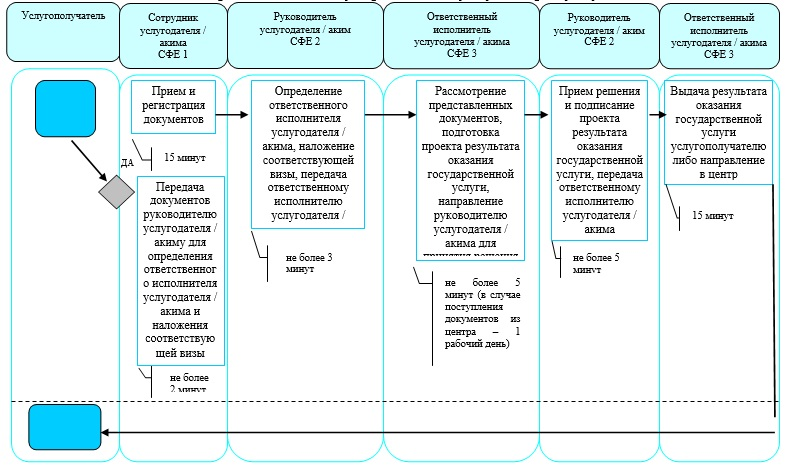 Услугополучатель
Сотрудник
услугодателя /
акима
СФЕ 1
Руководитель
услугодателя / аким
СФЕ 2
Ответственный
исполнитель
услугодателя / акима
СФЕ 3
Руководитель
услугодателя / аким
СФЕ 2
Ответственный
исполнитель
услугодателя / акима
СФЕ 3
Прием и
регистрация
документов
15 минут
ДА
Передача
документов
руководителю
услугодателя /
акиму для
определения
ответственног
о исполнителя
услугодателя /
акима и
наложения
соответствую
щей визы
не более
2 минут
Определение
ответственного
исполнителя
услугодателя /
акима, наложение
соответствующей
визы, передача
ответственному
исполнителю
услугодателя /
не более 3
минут
Рассмотрение
представленных
документов,
подготовка
проекта результата
оказания
государственной
услуги,
направление
руководителю
услугодателя /
акима для
принятия решения
не более 5
минут (в случае
поступления
документов из
центра – 1
рабочий день)
Прием решения
и подписание
проекта
результата
оказания
государственной
услуги, передача
ответственному
исполнителю
услугодателя /
акима
не более 5
минут
Выдача результата
оказания
государственной
услуги
услугополучателю
либо направление
в центр
15 минут